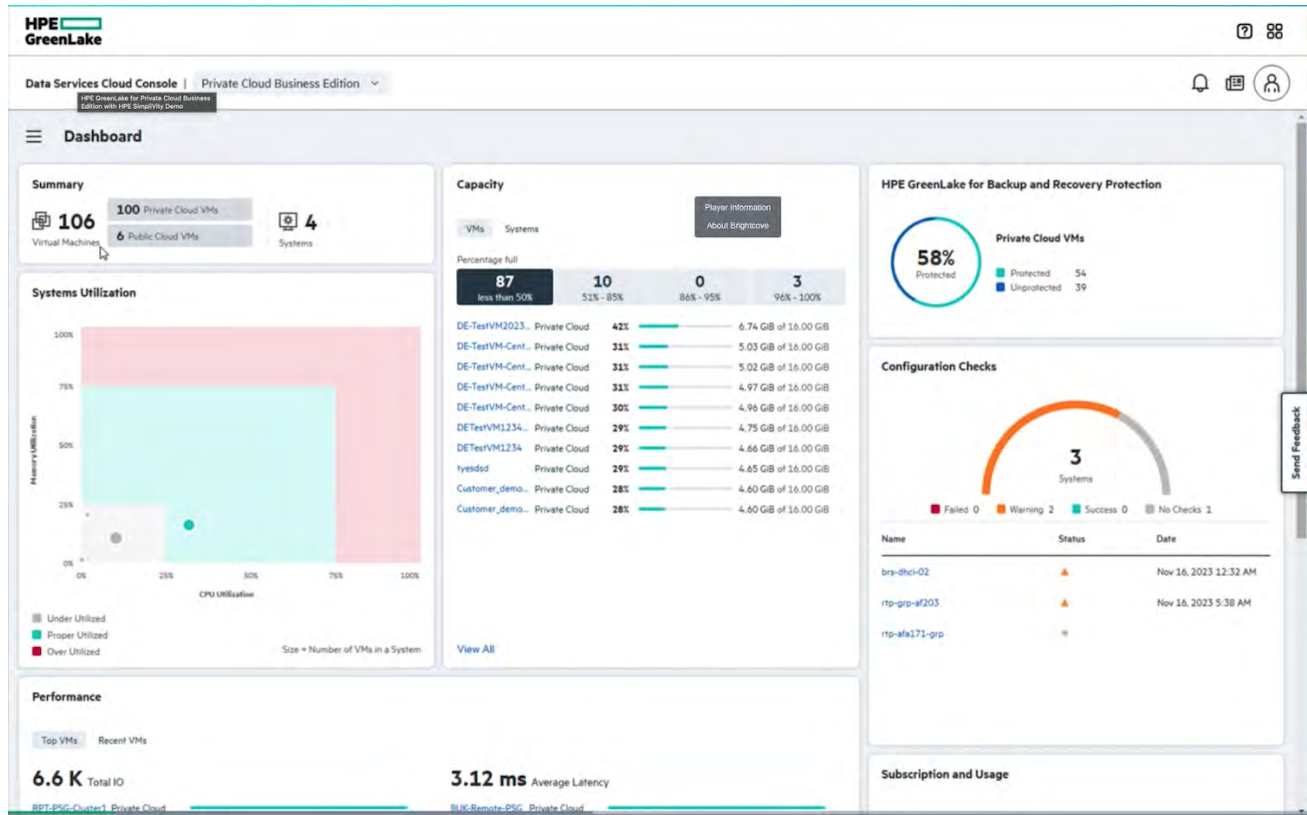 HPE
GreenLake
Data Services Cloud Console | Private Cloud Business Edition
HPE GreenLake for Private Cloud Business
Edition with HPE SimpliVity Demo
Dashboard
Summary
106
Virtual Machines
100 Private Cloud VMs
6 Public Cloud VMs
4
Systems
Systems Utilization
100%
75%
50%
25%
0%
Memory Utilization
0% 25% 50% 75% 100%
CPU Utilization
Under Utilized
Proper Utilized
Over Utilized
Size = Number of VMs in a System
Capacity
Player Information
About Brightcove
VMs Systems
Percentage full
87 10 0 3
less than 50% 51% - 85% 86% - 95% 96% - 100%
DE-TestVM2023... Private Cloud 42% 6.74 GiB of 16.00 GiB
DE-TestVM-Cent... Private Cloud 31% 5.03 GiB of 16.00 GiB
DE-TestVM-Cent... Private Cloud 31% 5.02 GiB of 16.00 GiB
DE-TestVM-Cent... Private Cloud 31% 4.97 GiB of 16.00 GiB
DE-TestVM-Cent... Private Cloud 30% 4.96 GiB of 16.00 GiB
DETestVM1234... Private Cloud 29% 4.75 GiB of 16.00 GiB
DETestVM1234 Private Cloud 29% 4.66 GiB of 16.00 GiB
tyesdsd Private Cloud 29% 4.65 GiB of 16.00 GiB
Customer_demo... Private Cloud 28% 4.60 GiB of 16.00 GiB
Customer_demo... Private Cloud 28% 4.60 GiB of 16.00 GiB
View All
HPE GreenLake for Backup and Recovery Protection
58%
Protected
Private Cloud VMs
Protected 54
Unprotected 39
Configuration Checks
3
Systems
Failed 0 Warning 2 Success 0 No Checks 1
Name Status Date
brs-dhci-02 Nov 16, 2023 12:32 AM
rtp-grp-af203 Nov 16, 2023 5:38 AM
rtp-afa171-grp
Send Feedback
Performance
Top VMs Recent VMs
6.6 K Total IO
RPT-PSG-Cluster1 Private Cloud
3.12 ms Average Latency
BUK-Remote-PSG Private Cloud
Subscription and Usage